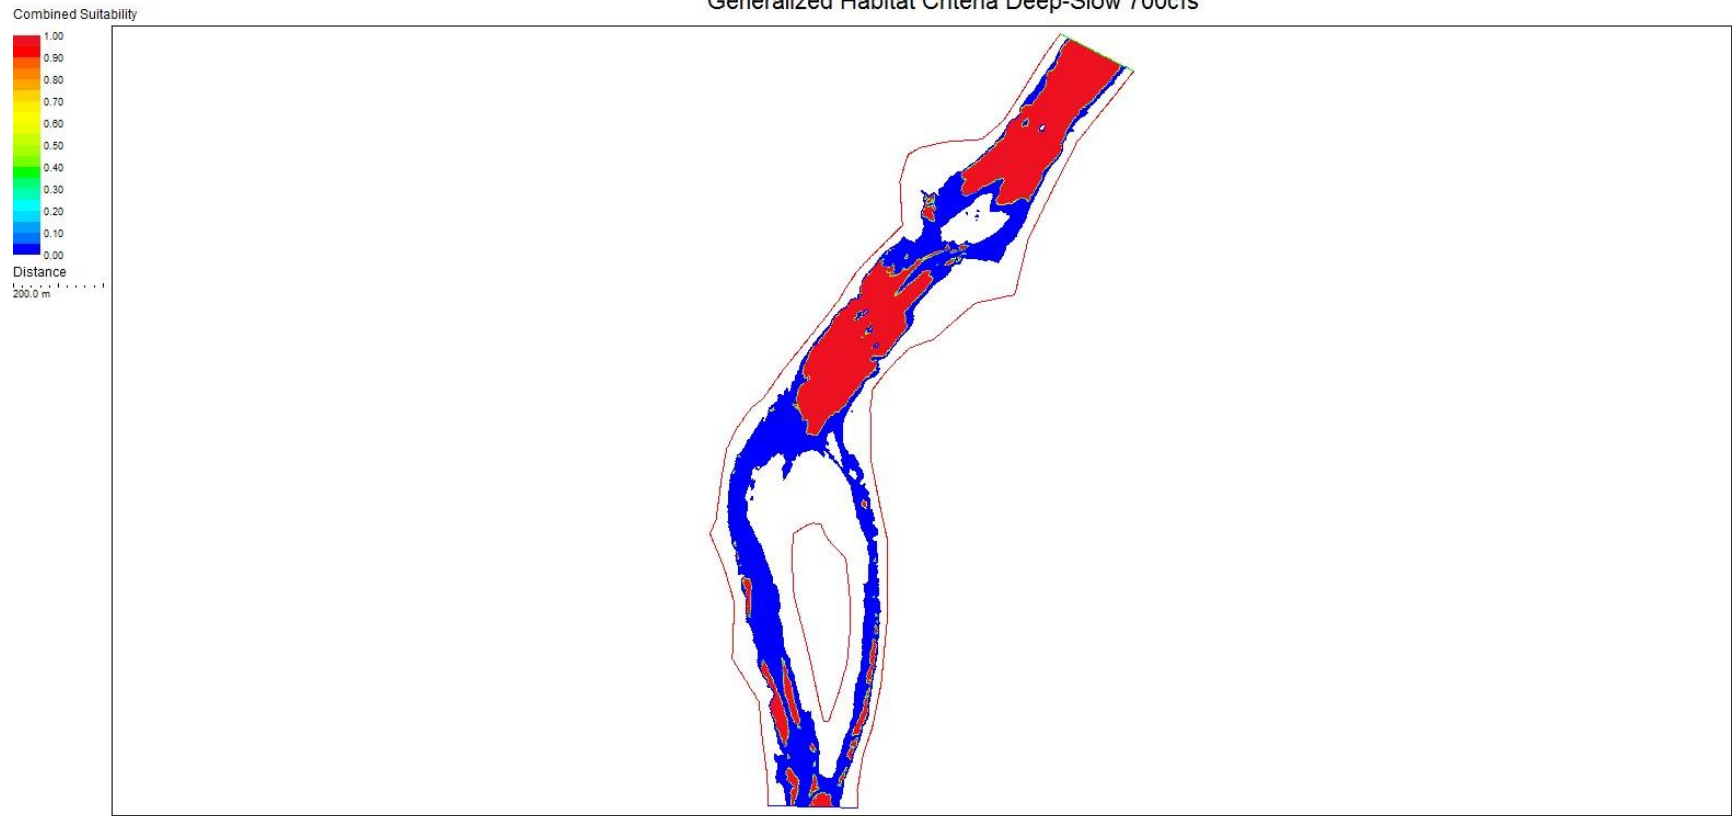 Generalized Habitat Criteria Deep-Slow 700cfs
Combined Suitability
1.00
0.90
0.80
0.70
0.60
0.50
0.40
0.30
0.20
0.10
0.00
Distance
200.0 m